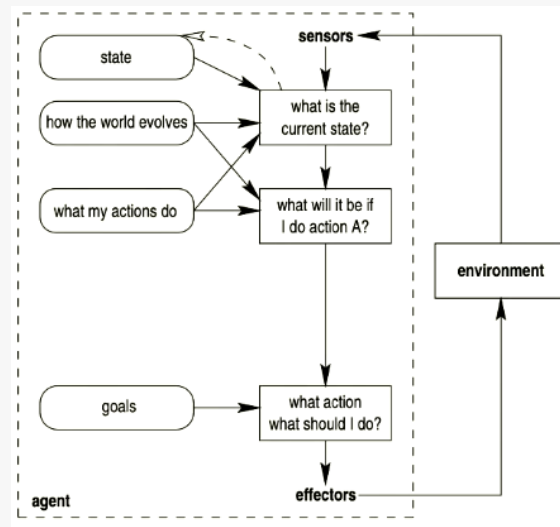 sensors
state
what is the
current state?
how the world evolves
what my actions do
what will it be if
I do action A?
environment
goals
what action
what should I do?
agent
effectors